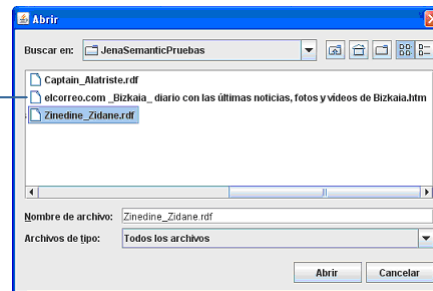 Abrir
Buscar en: JenaSemanticPruebas
Captain_Alatriste.rdf
elcorreo.com _Bizkaia_ diario con las últimas noticias, fotos y vídeos de Bizkaia.htm
Zinedine_Zidane.rdf
Nombre de archivo: Zinedine_Zidane.rdf
Archivos de tipo: Todos los archivos
Abrir Cancelar